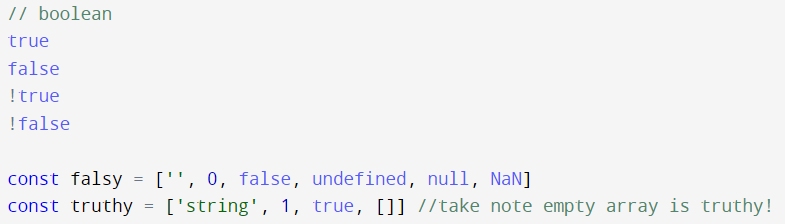 // boolean
true
false
!true
!false
const falsy = ['', 0, false, undefined, null, NaN]
const truthy = ['string', 1, true, []] //take note empty array is truthy!